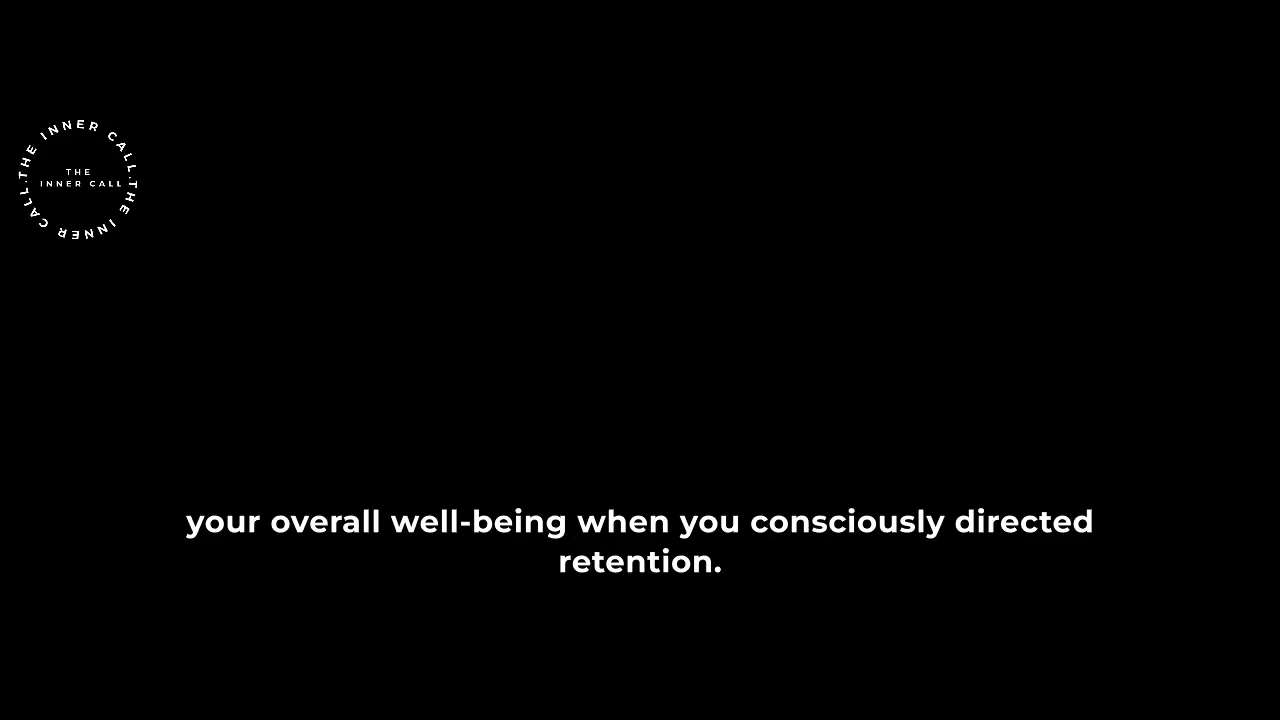 THE INNER CALL.THE INNER CALL.
THE
INNER CALL
your overall well-being when you consciously directed
retention.